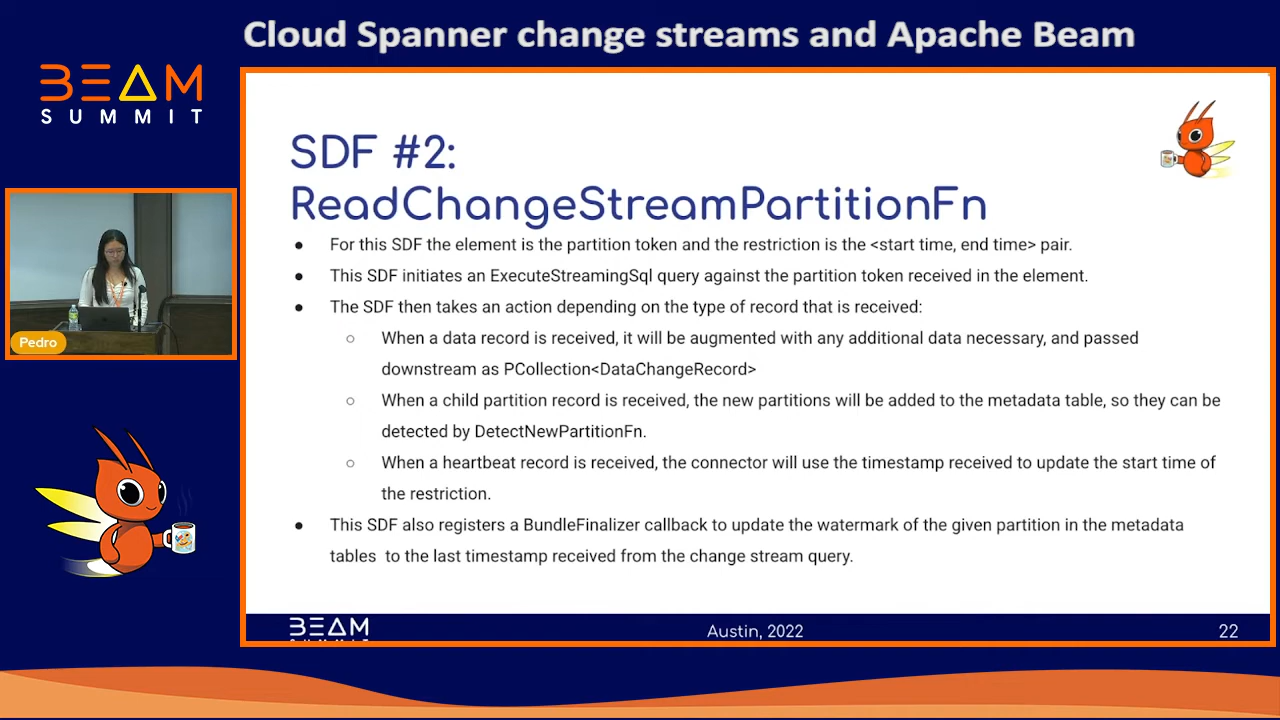 Cloud Spanner change streams and Apache Beam
BEAM
SUMMIT
SDF #2:
ReadChangeStreamPartitionFn
● For this SDF the element is the partition token and the restriction is the <start time, end time> pair.
● This SDF initiates an ExecuteStreamingSql query against the partition token received in the element.
● The SDF then takes an action depending on the type of record that is received:
○ When a data record is received, it will be augmented with any additional data necessary, and passed
downstream as PCollection<DataChangeRecord>
○ When a child partition record is received, the new partitions will be added to the metadata table, so they can be
detected by DetectNewPartitionFn.
○ When a heartbeat record is received, the connector will use the timestamp received to update the start time of
the restriction.
● This SDF also registers a BundleFinalizer callback to update the watermark of the given partition in the metadata
tables to the last timestamp received from the change stream query.
Pedro
BEAM
Austin, 2022
22